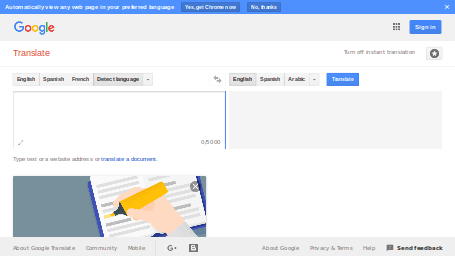 Automatically view any web page in your preferred language Yes, get Chrome now No, thanks
Google Sign in
Translate Turn off instant translation
English Spanish French Detect language English Spanish Arabic Translate
0/5000
Type text or a website address or translate a document.
About Google Translate Community Mobile G+ B About Google Privacy & Terms Help Send feedback